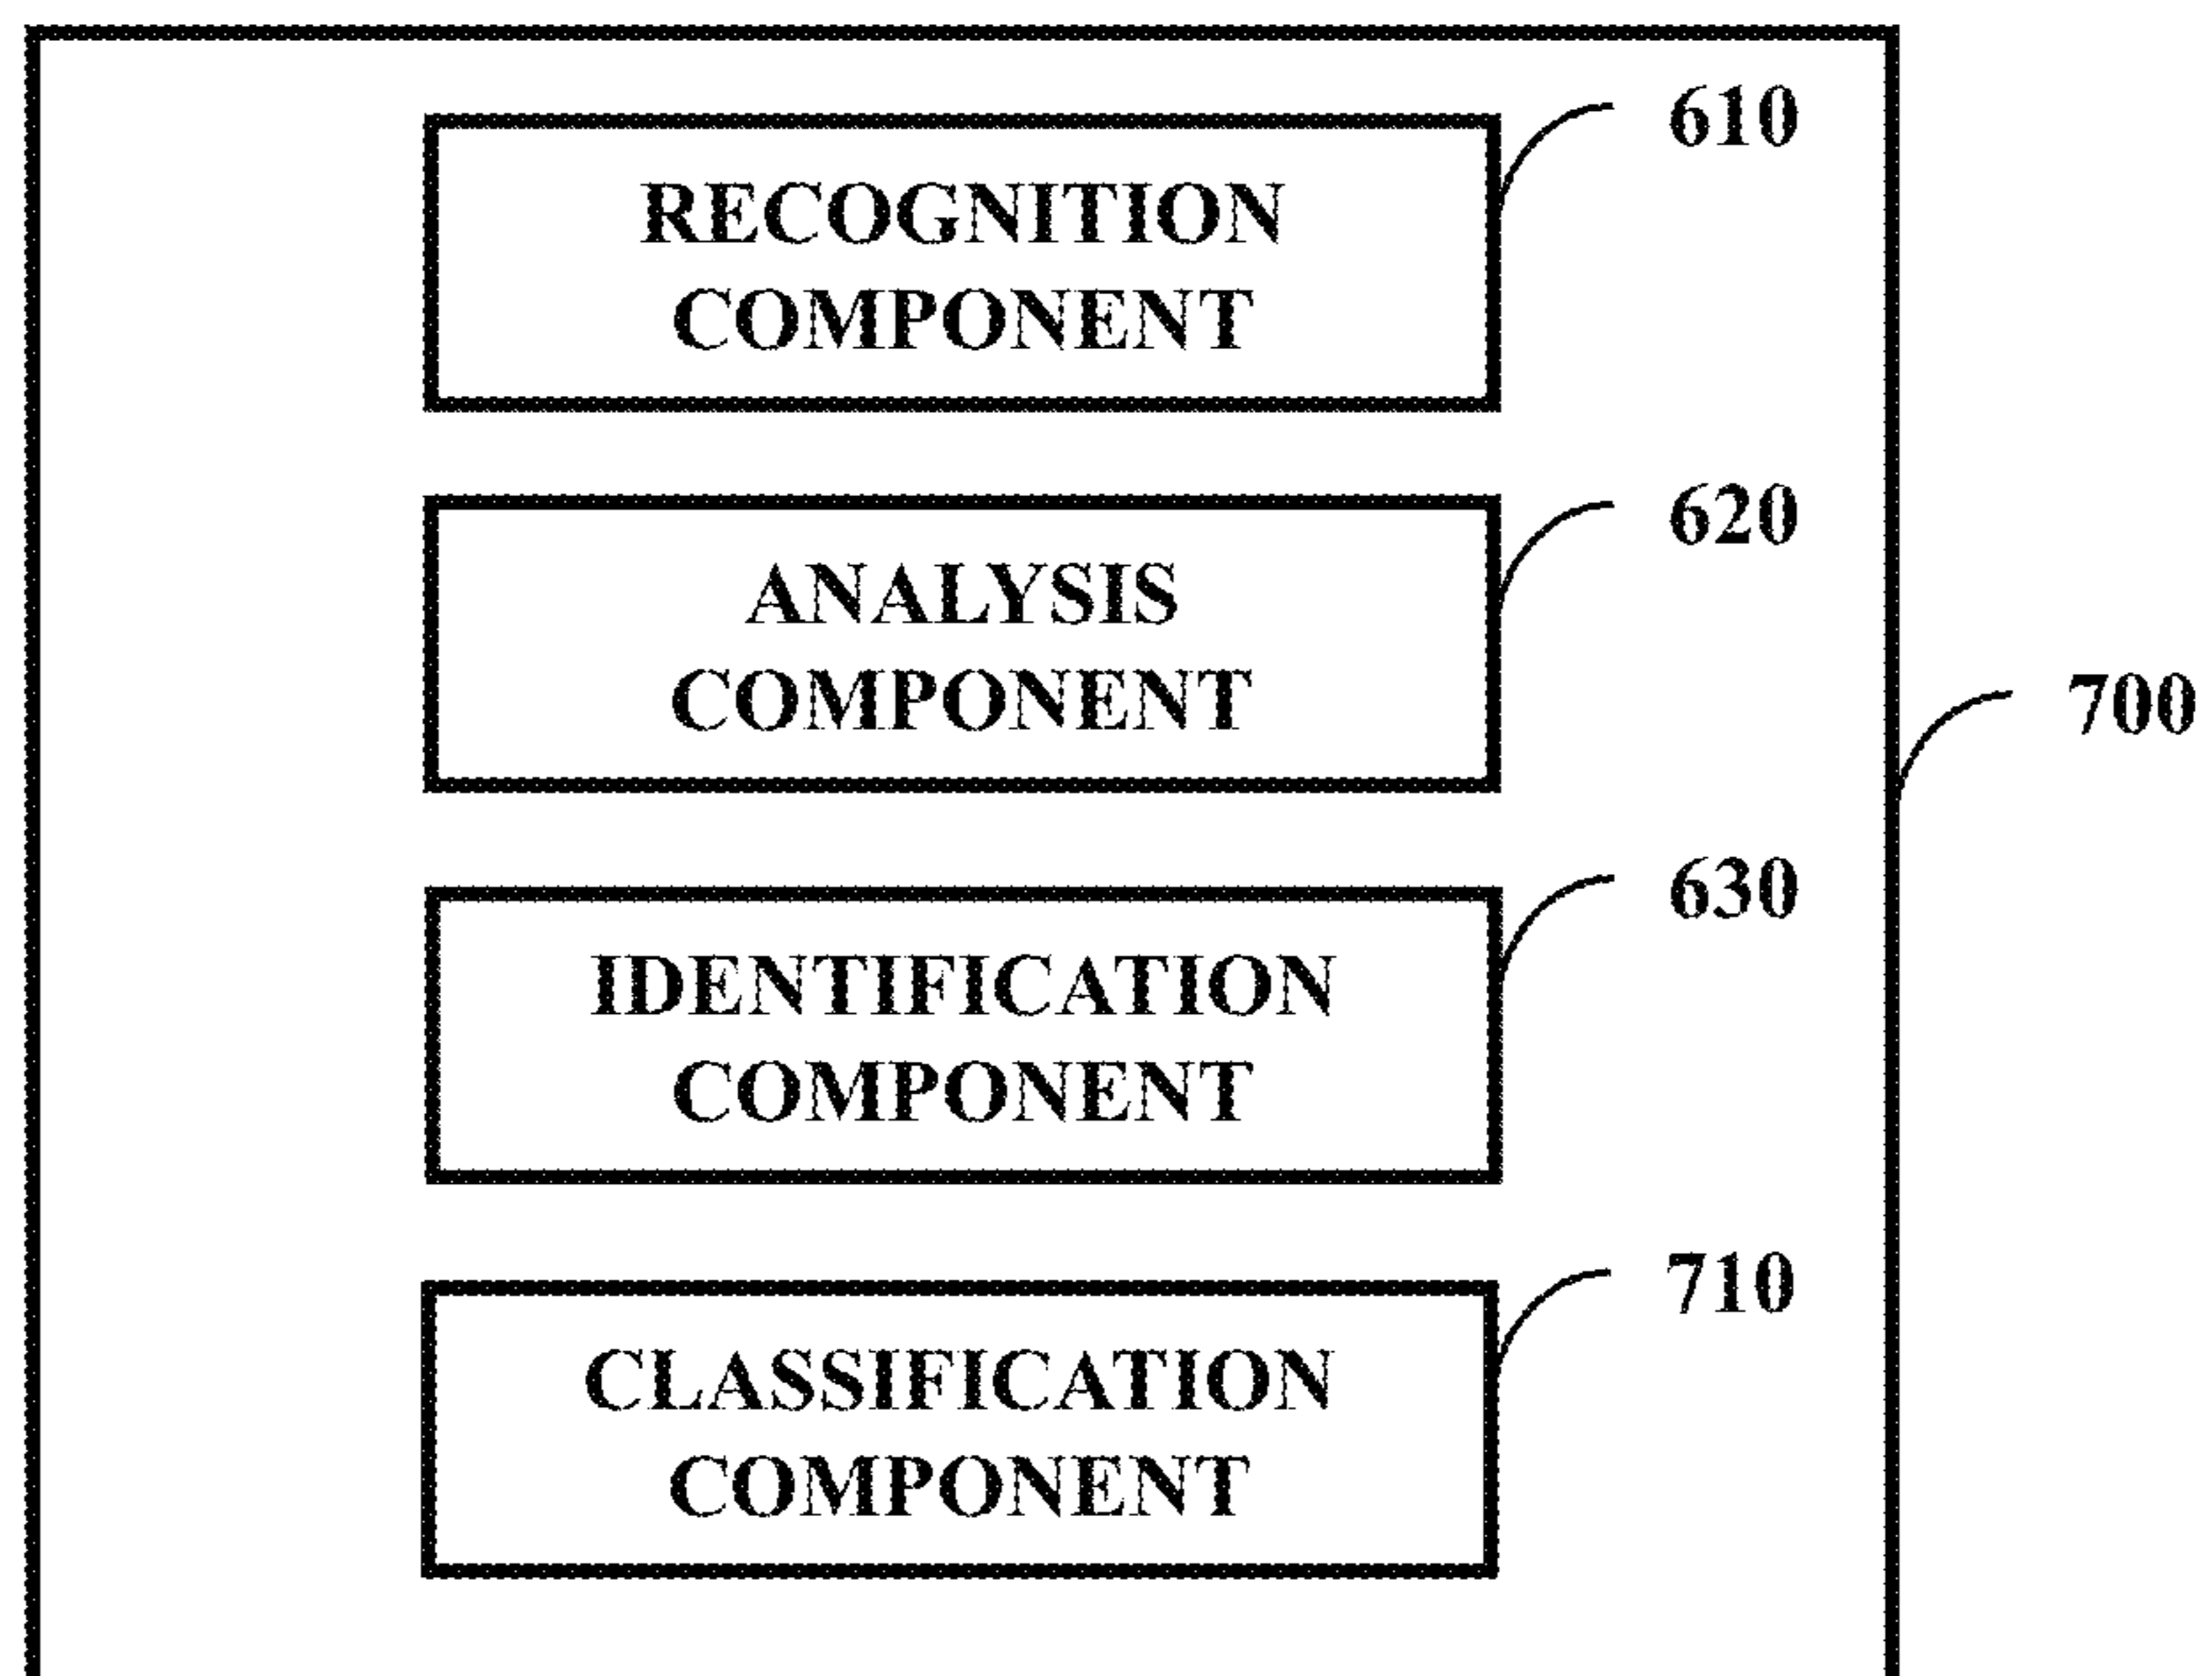 610
RECOGNITION
COMPONENT
620
ANALYSIS
COMPONENT
700
630
IDENTIFICATION
COMPONENT
710
CLASSIFICATION
COMPONENT